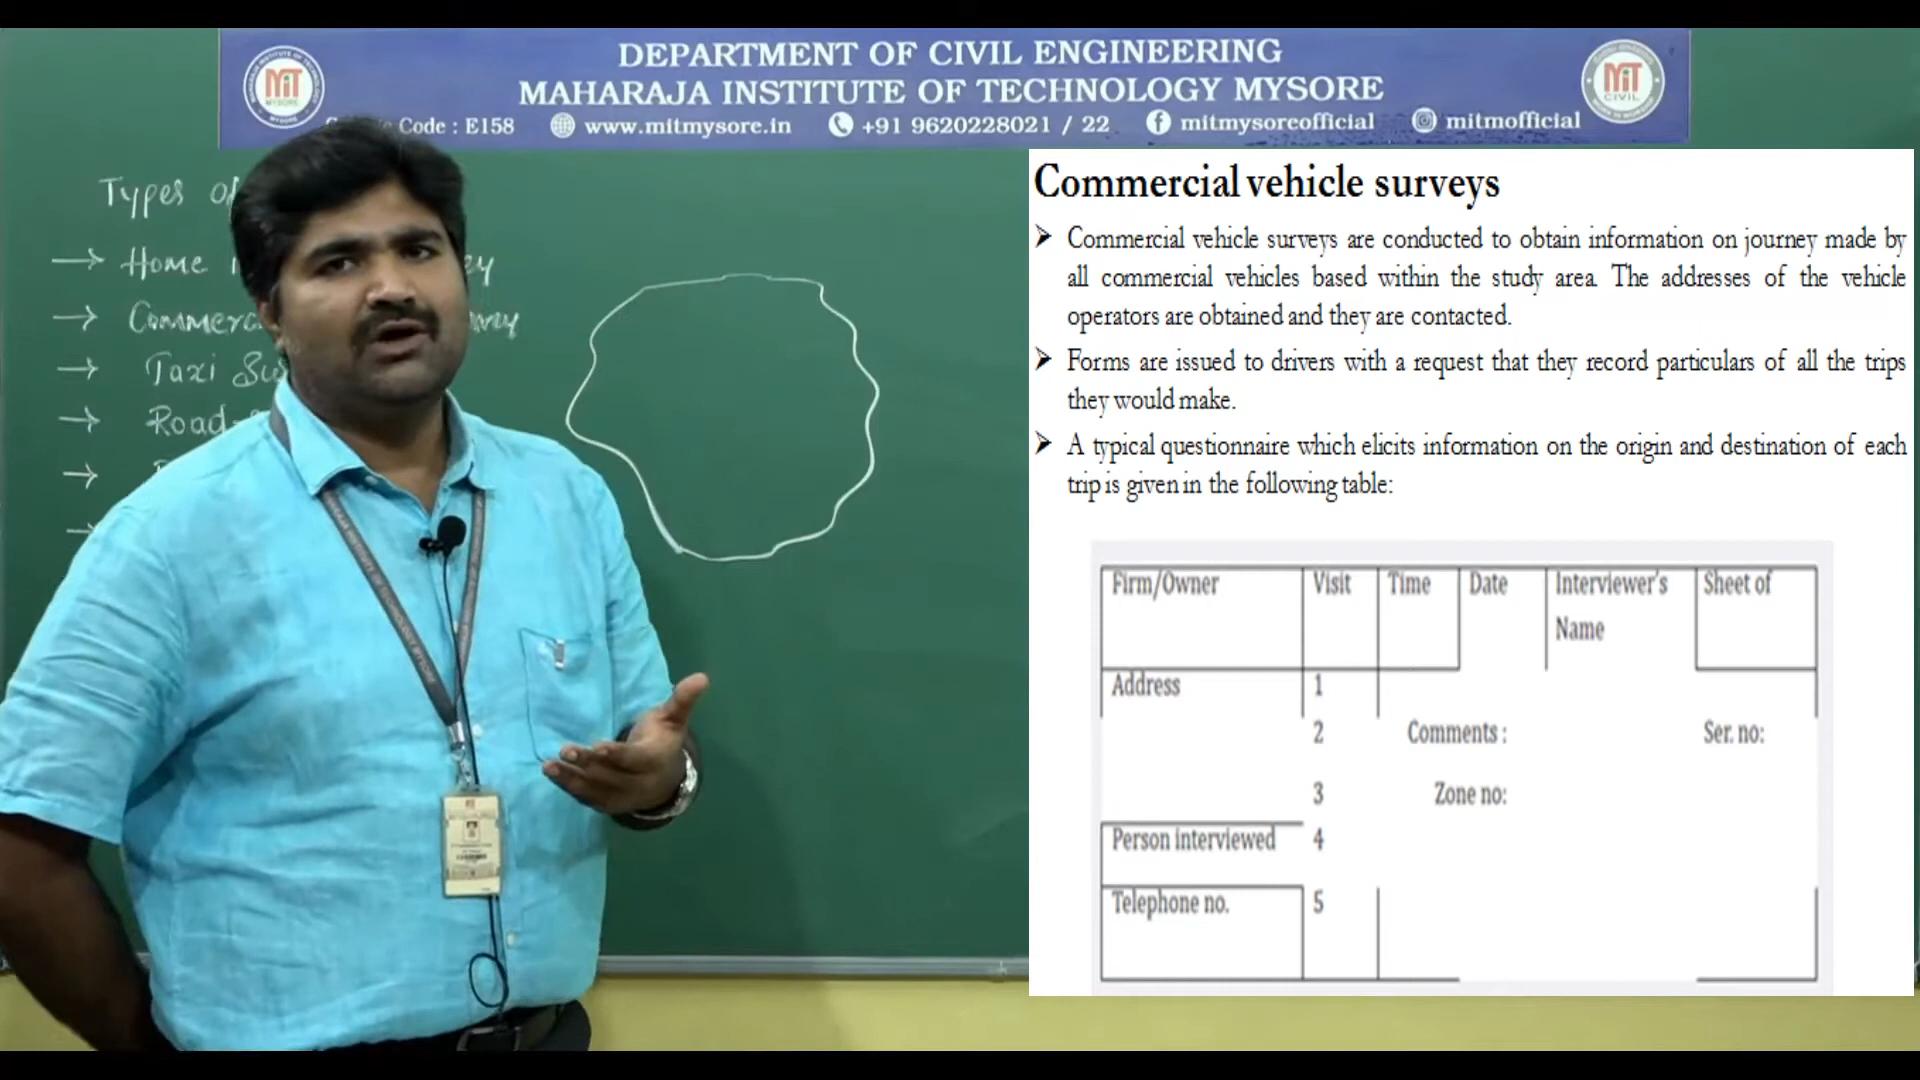 DEPARTMENT OF CIVIL ENGINEERING
MAHARAJA INSTITUTE OF TECHNOLOGY MYSORE
Code : E158 www.mitmysore.in +91 9620228021 / 22 mitmysoreofficial mitmofficial
MiT
MYSORE
MiT
CIVIL
Types of
→ Home
→
→ Taxi
→ Road
→
Commercial vehicle surveys
➤ Commercial vehicle surveys are conducted to obtain information on journey made by
all commercial vehicles based within the study area. The addresses of the vehicle
operators are obtained and they are contacted.
➤ Forms are issued to drivers with a request that they record particulars of all the trips
they would make.
➤ A typical questionnaire which elicits information on the origin and destination of each
trip is given in the following table:
Firm/Owner Visit Time Date Interviewer's Sheet of
Name
Address 1
2 Comments : Ser. no:
3 Zone no:
Person interviewed 4
Telephone no. 5